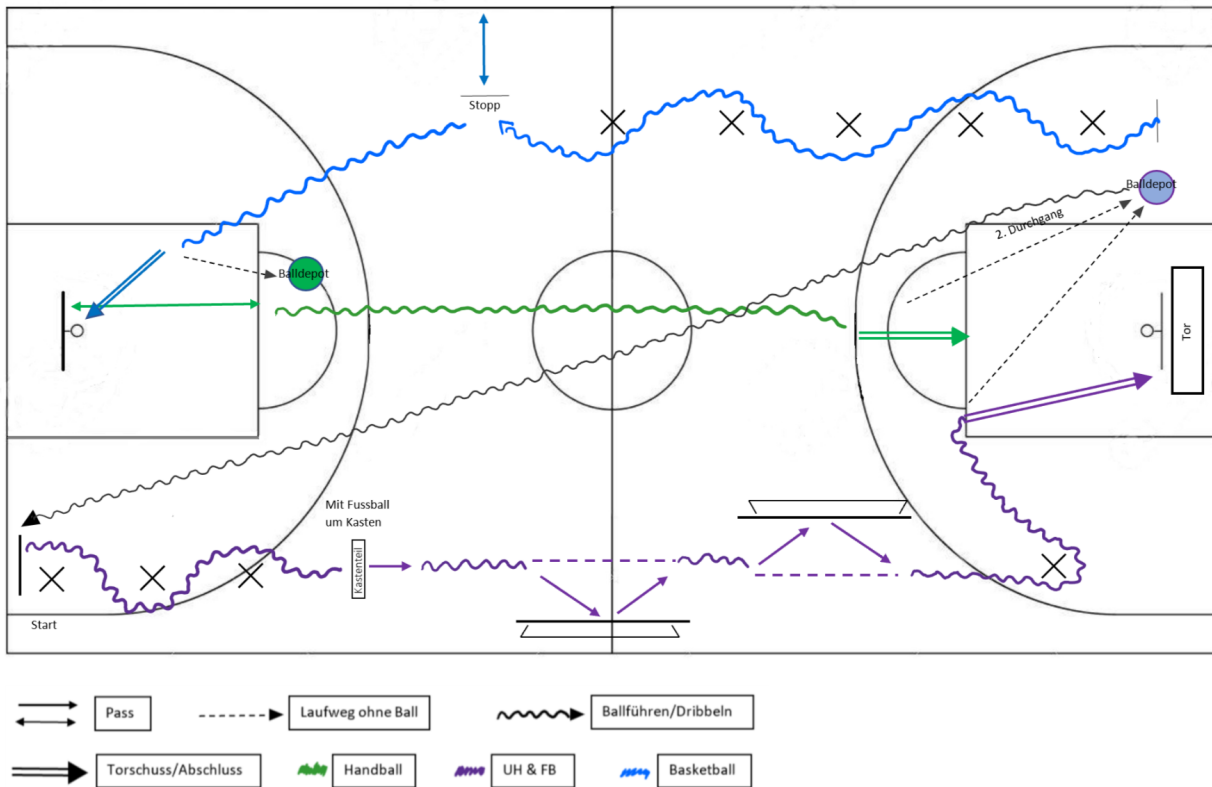 Stopp
Balldepot
2. Durchgang
Balldepot
Tor
Mit Fussball
um Kasten
Kastenteil
Start
Pass
Laufweg ohne Ball
Ballführen/Dribbeln
Torschuss/Abschluss
Handball
UH & FB
Basketball